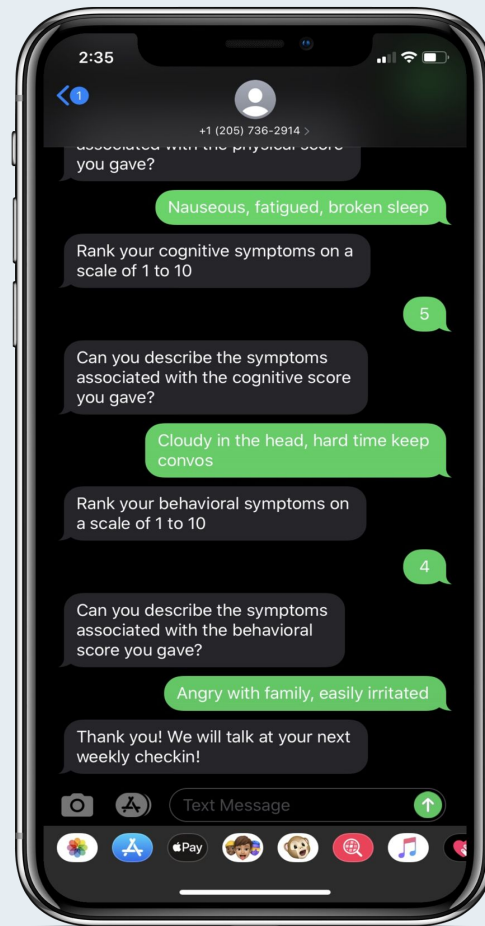 2:35
1
+1 (205) 736-2914 >
associated with the physical score
you gave?
Nauseous, fatigued, broken sleep
Rank your cognitive symptoms on a
scale of 1 to 10
5
Can you describe the symptoms
associated with the cognitive score
you gave?
Cloudy in the head, hard time keep
convos
Rank your behavioral symptoms on
a scale of 1 to 10
4
Can you describe the symptoms
associated with the behavioral
score you gave?
Angry with family, easily irritated
Thank you! We will talk at your next
weekly checkin!
Text Message
Pay